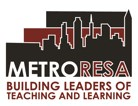 METRORESA
BUILDING LEADERS OF
TEACHING AND LEARNING